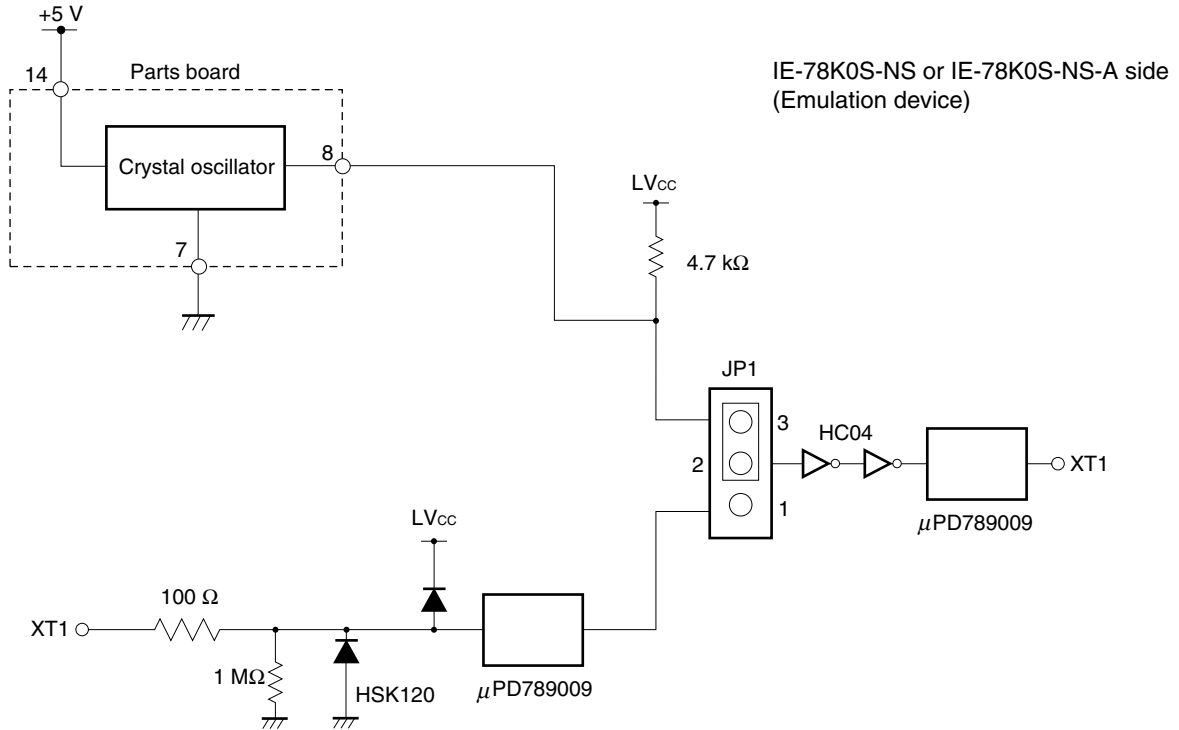 +5 V
14
Parts board
IE-78K0S-NS or IE-78K0S-NS-A side
(Emulation device)
Crystal oscillator
8
7
LVCC
4.7 kΩ
JP1
3
2
1
HC04
XT1
μPD789009
LVCC
100 Ω
XT1
1 MΩ
HSK120
μPD789009